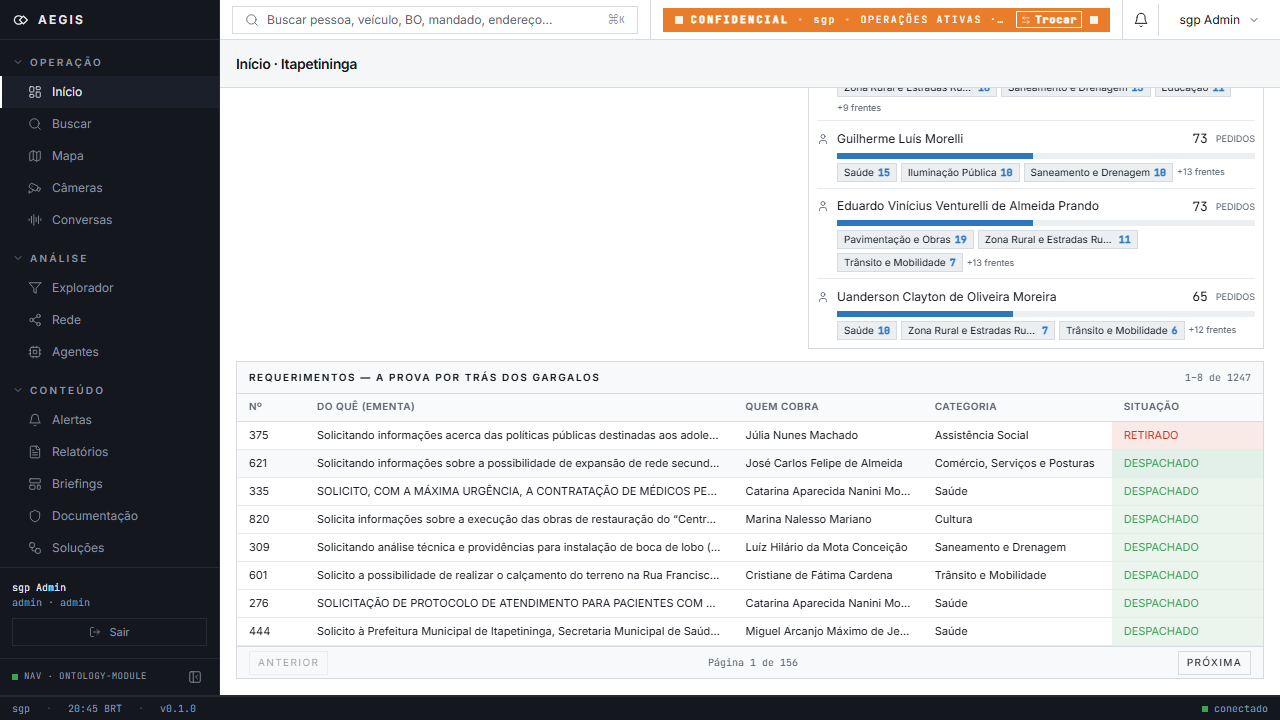 AEGIS
Buscar pessoa, veículo, BO, mandado, endereço...
⌘K
CONFIDENCIAL · sgp · OPERAÇÕES ATIVAS ·…
Trocar
sgp Admin
OPERAÇÃO
Início
Buscar
Mapa
Câmeras
Conversas
ANÁLISE
Explorador
Rede
Agentes
CONTEÚDO
Alertas
Relatórios
Briefings
Documentação
Soluções
sgp Admin
admin · admin
Sair
NAV · ONTOLOGY-MODULE
Início · Itapetininga
Zona Rural e Estradas Ru... Saneamento e Drenagem Educação
+9 frentes
Guilherme Luís Morelli 73 PEDIDOS
Saúde 15 Iluminação Pública 10 Saneamento e Drenagem 10 +13 frentes
Eduardo Vinícius Venturelli de Almeida Prando 73 PEDIDOS
Pavimentação e Obras 19 Zona Rural e Estradas Ru... 11
Trânsito e Mobilidade 7 +13 frentes
Uanderson Clayton de Oliveira Moreira 65 PEDIDOS
Saúde 10 Zona Rural e Estradas Ru... 7 Trânsito e Mobilidade 6 +12 frentes
REQUERIMENTOS — A PROVA POR TRÁS DOS GARGALOS 1–8 de 1247
Nº DO QUÊ (EMENTA) QUEM COBRA CATEGORIA SITUAÇÃO
375 Solicitando informações acerca das políticas públicas destinadas aos adole... Júlia Nunes Machado Assistência Social RETIRADO
621 Solicitando informações sobre a possibilidade de expansão de rede secund... José Carlos Felipe de Almeida Comércio, Serviços e Posturas DESPACHADO
335 SOLICITO, COM A MÁXIMA URGÊNCIA, A CONTRATAÇÃO DE MÉDICOS PE... Catarina Aparecida Nanini Mo... Saúde DESPACHADO
820 Solicita informações sobre a execução das obras de restauração do “Centr... Marina Nalesso Mariano Cultura DESPACHADO
309 Solicitando análise técnica e providências para instalação de boca de lobo (... Luíz Hilário da Mota Conceição Saneamento e Drenagem DESPACHADO
601 Solicito a possibilidade de realizar o calçamento do terreno na Rua Francisc... Cristiane de Fátima Cardena Trânsito e Mobilidade DESPACHADO
276 SOLICITAÇÃO DE PROTOCOLO DE ATENDIMENTO PARA PACIENTES COM ... Catarina Aparecida Nanini Mo... Saúde DESPACHADO
444 Solicito à Prefeitura Municipal de Itapetininga, Secretaria Municipal de Saúd... Miguel Arcanjo Máximo de Je... Saúde DESPACHADO
ANTERIOR Página 1 de 156 PRÓXIMA
sgp · 20:45 BRT · v0.1.0 conectado